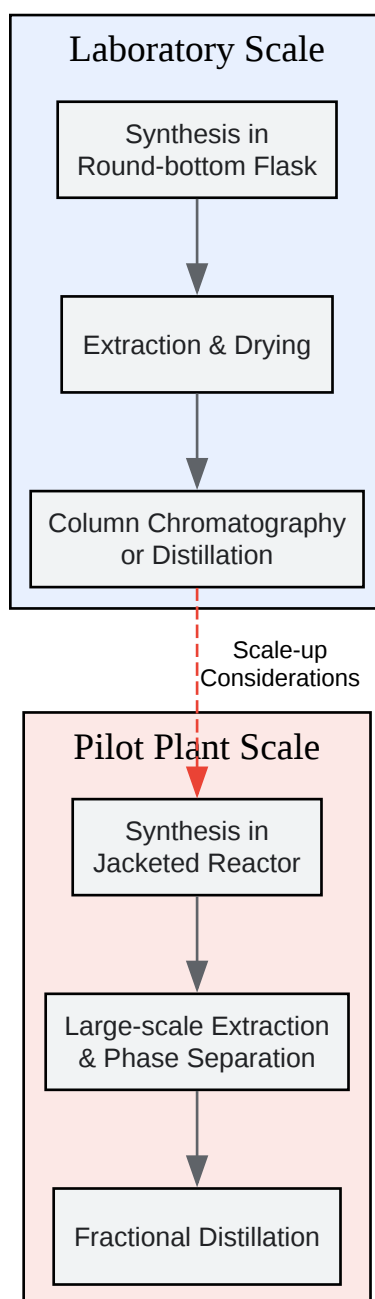 Laboratory Scale
Synthesis in
Round-bottom Flask
Extraction & Drying
Column Chromatography
or Distillation
Scale-up
Considerations
Pilot Plant Scale
Synthesis in
Jacketed Reactor
Large-scale Extraction
& Phase Separation
Fractional Distillation